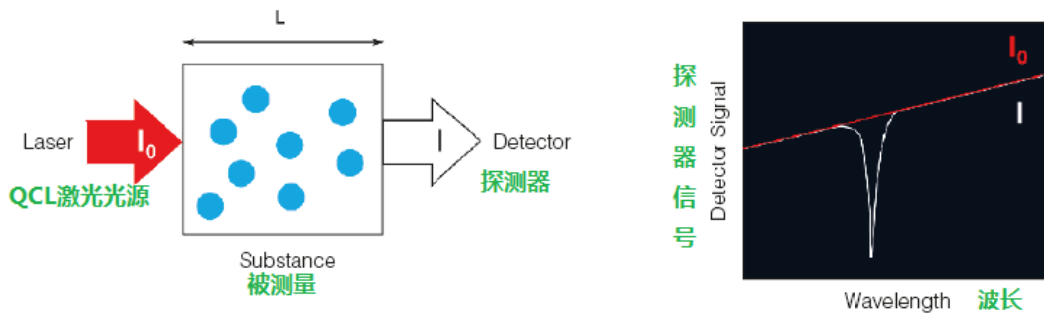 L
Laser
I₀
I
Detector
QCL激光光源
探测器
Substance
被测量
探测器信号
Detector Signal
I₀
I
Wavelength 波长